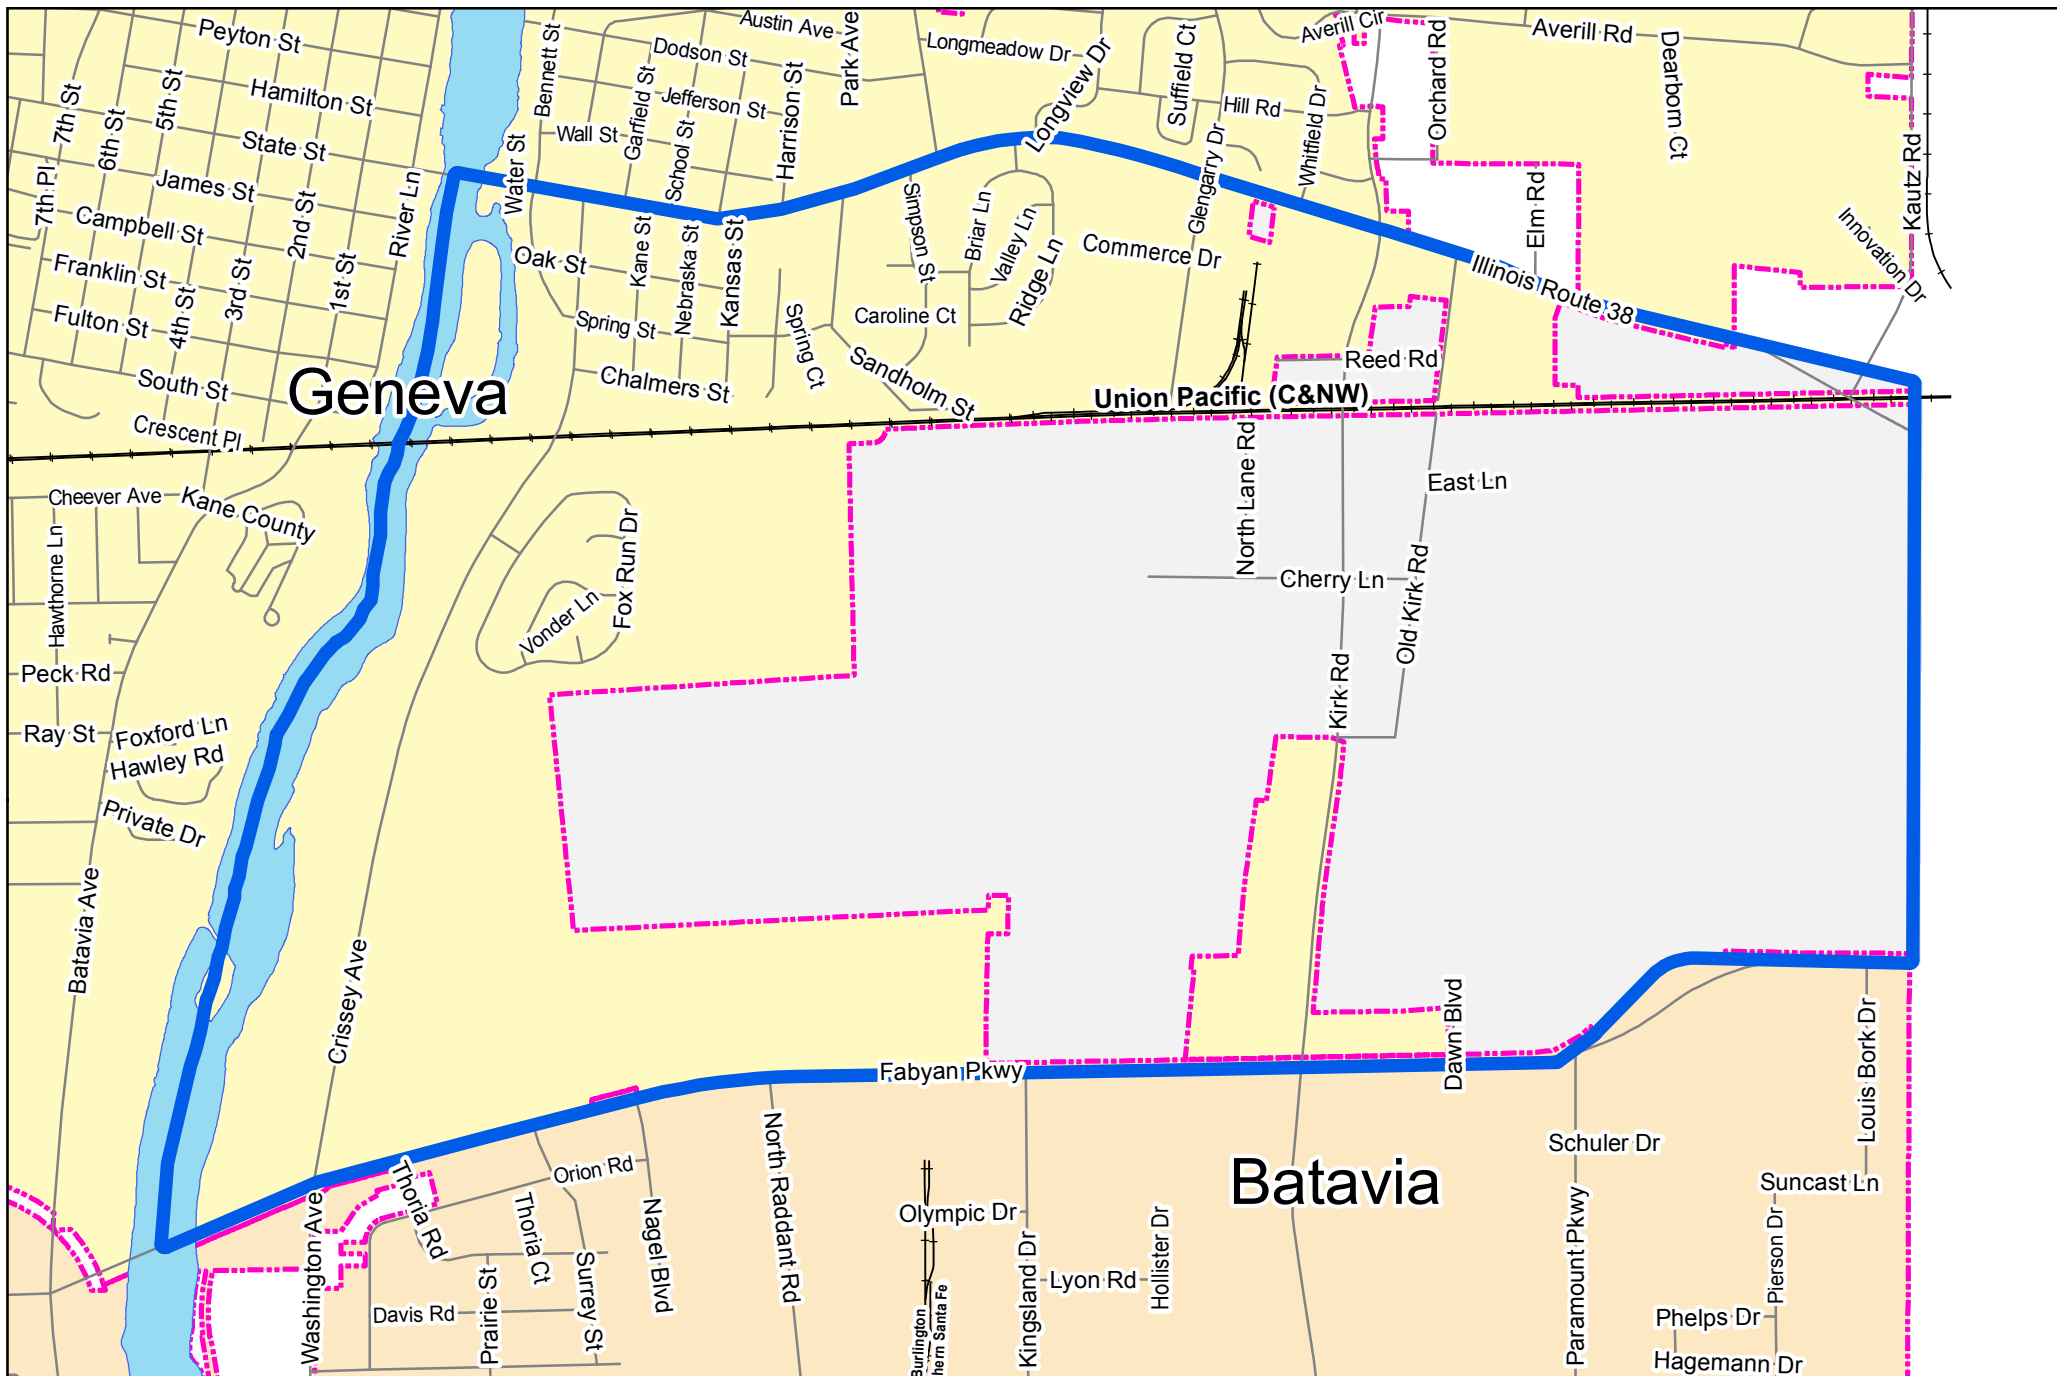 Peyton St
Hamilton St
State St
James St
Campbell St
Franklin St
Fulton St
South St
Crescent Pl
7th St
7th Pl
6th St
5th St
4th St
3rd St
2nd St
1st St
River Ln
Geneva
Water St
Bennett St
Austin Ave
Dodson St
Jefferson St
Wall St
Garfield St
School St
Harrison St
Park Ave
Longmeadow Dr
Longview Dr
Suffield Ct
Hill Rd
Glengarry Dr
Whitfield Dr
Averill Cir
Orchard Rd
Averill Rd
Dearborn Ct
Kautz Rd
Innovation Dr
Elm Rd
Illinois Route 38
Oak St
Kane St
Nebraska St
Kansas St
Spring St
Spring Ct
Chalmers St
Sandholm St
Caroline Ct
Simpson St
Briar Ln
Valley Ln
Ridge Ln
Commerce Dr
Reed Rd
Union Pacific (C&NW)
North Lane Rd
East Ln
Cherry Ln
Old Kirk Rd
Kirk Rd
Cheever Ave
Kane County
Hawthorne Ln
Peck Rd
Ray St
Foxford Ln
Hawley Rd
Private Dr
Batavia Ave
Crissey Ave
Vonder Ln
Fox Run Dr
Fabyan Pkwy
Dawn Blvd
Louis Bork Dr
Batavia
Schuler Dr
Suncast Ln
Paramount Pkwy
Pierson Dr
Phelps Dr
Hagemann Dr
Washington Ave
Thoria Rd
Orion Rd
Thoria Ct
Nagel Blvd
North Raddant Rd
Surrey St
Prairie St
Davis Rd
Olympic Dr
Kingsland Dr
Lyon Rd
Hollister Dr
Burlington
hern Santa Fe